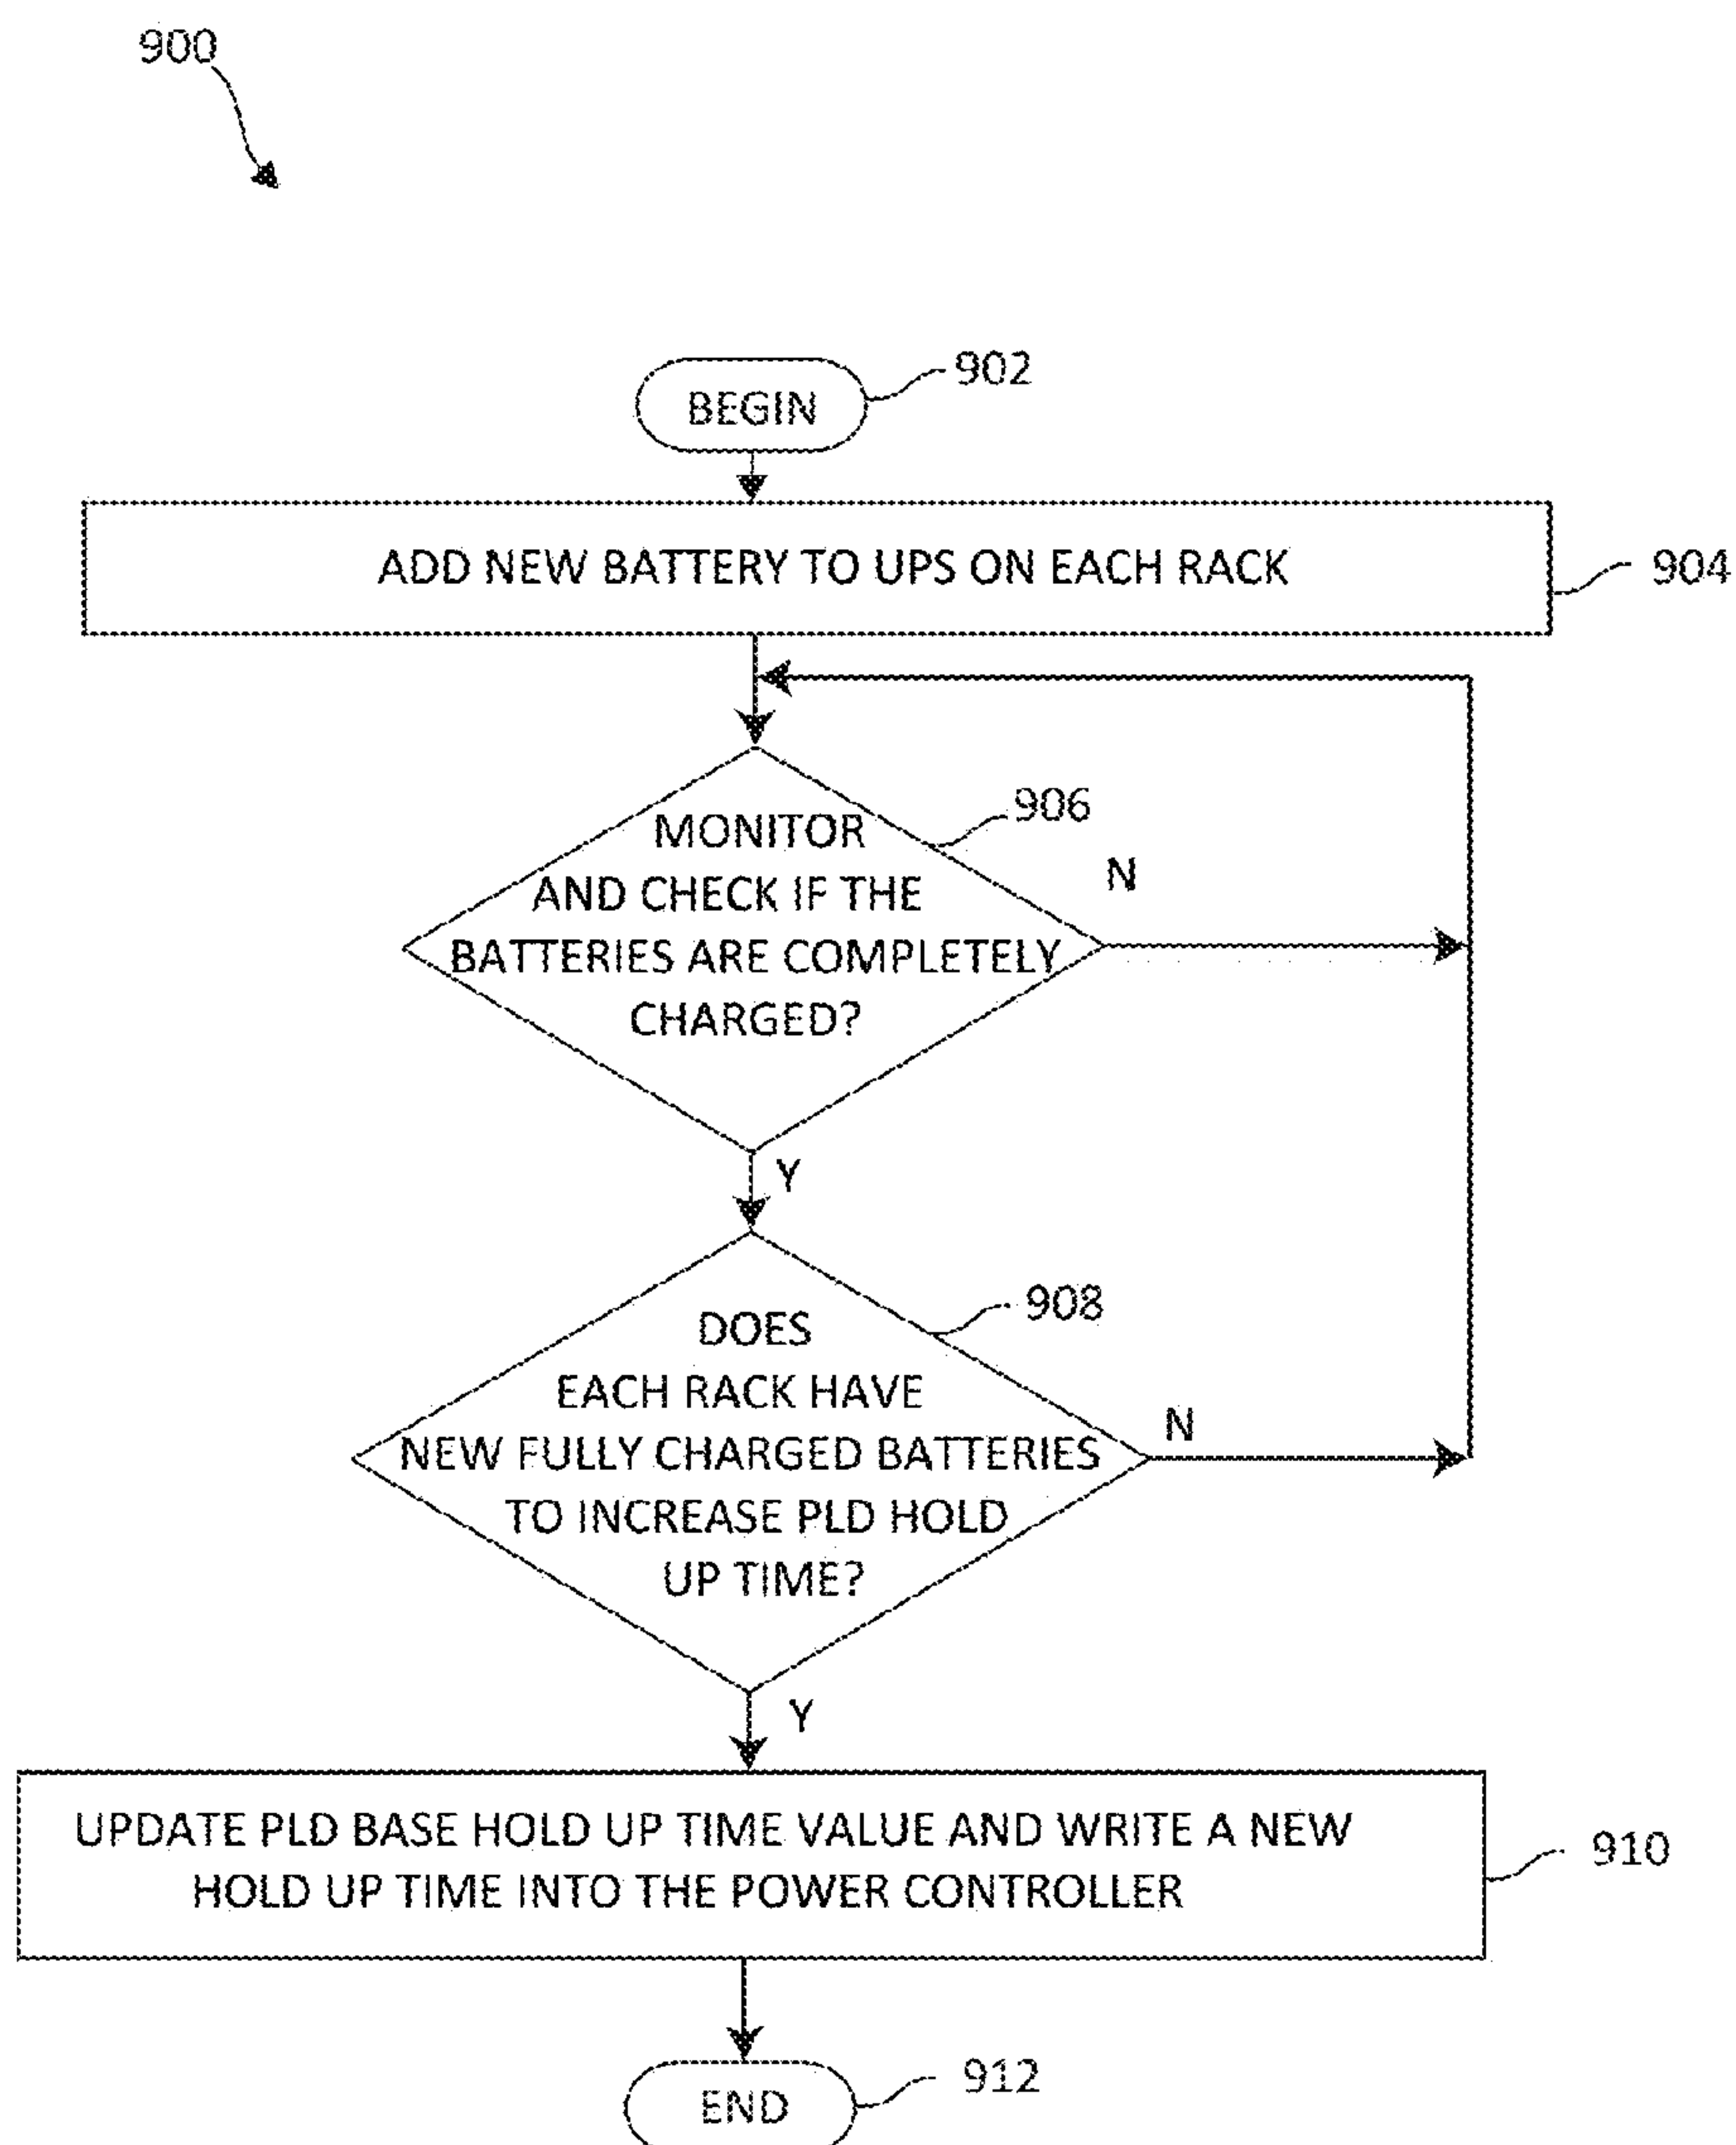 900
BEGIN
902
ADD NEW BATTERY TO UPS ON EACH RACK
904
MONITOR
AND CHECK IF THE
BATTERIES ARE COMPLETELY
CHARGED?
906
N
Y
DOES
EACH RACK HAVE
NEW FULLY CHARGED BATTERIES
TO INCREASE PLD HOLD
UP TIME?
908
N
Y
UPDATE PLD BASE HOLD UP TIME VALUE AND WRITE A NEW
HOLD UP TIME INTO THE POWER CONTROLLER
910
END
912